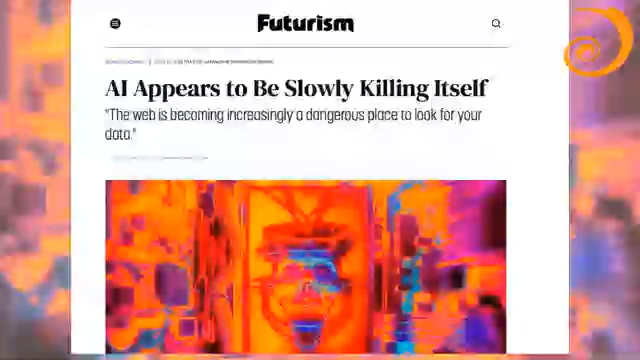 Futurism
AI Appears to Be Slowly Killing Itself
"The web is becoming increasingly a dangerous place to look for your
data."